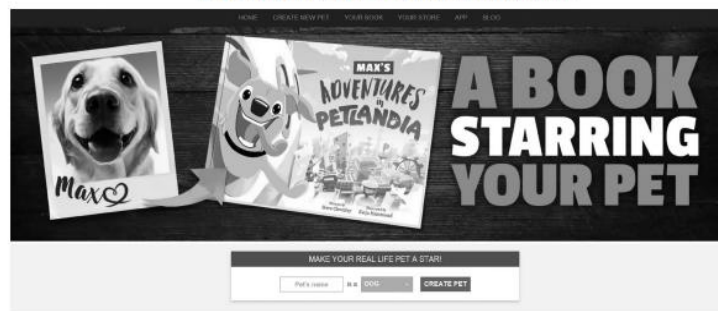 HOME CREATE NEW PET YOUR BOOK YOUR STORE APP BLOG
Max
MAX'S
ADVENTURES
in
PETLANDIA
A BOOK
STARRING
YOUR PET
MAKE YOUR REAL LIFE PET A STAR!
Pet's name is a DOG CREATE PET